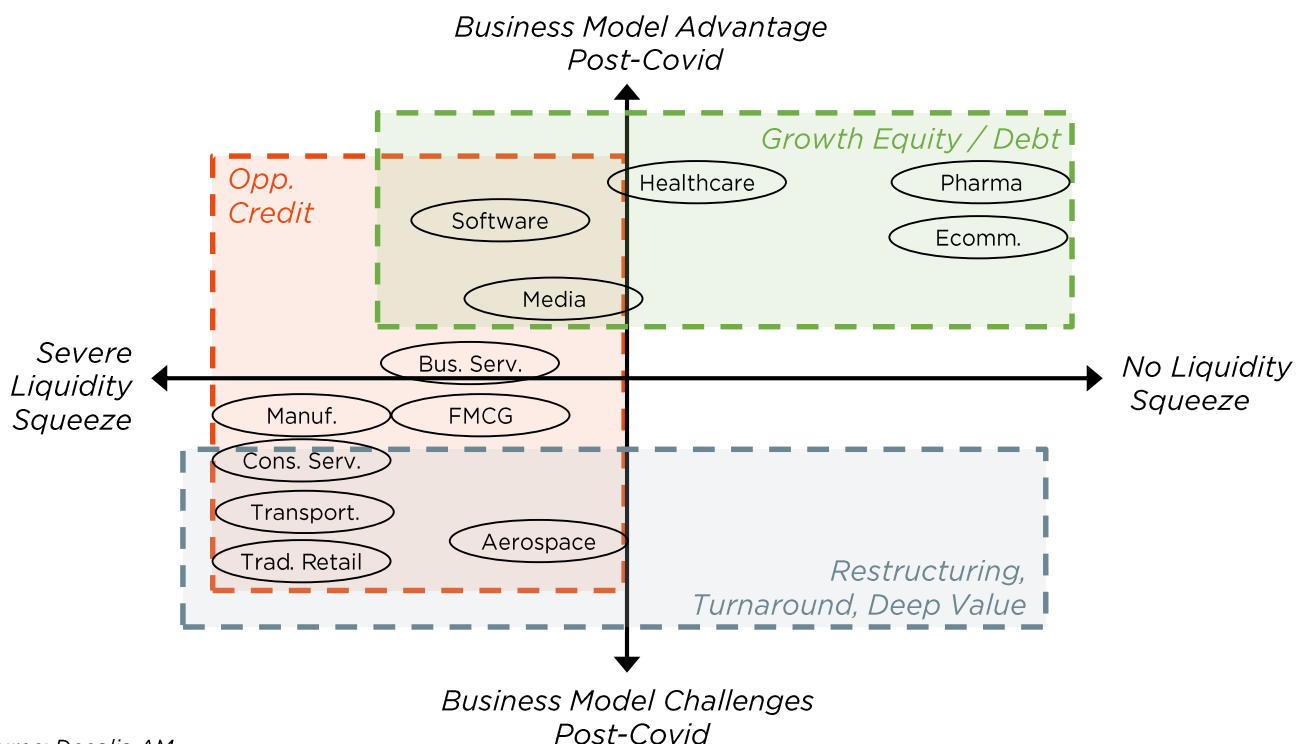 Business Model Advantage
Post-Covid
Growth Equity / Debt
Opp.
Credit
Healthcare
Pharma
Software
Ecomm.
Media
Severe
Liquidity
Squeeze
Bus. Serv.
No Liquidity
Squeeze
Manuf.
FMCG
Cons. Serv.
Transport.
Aerospace
Trad. Retail
Restructuring,
Turnaround, Deep Value
Business Model Challenges
Post-Covid